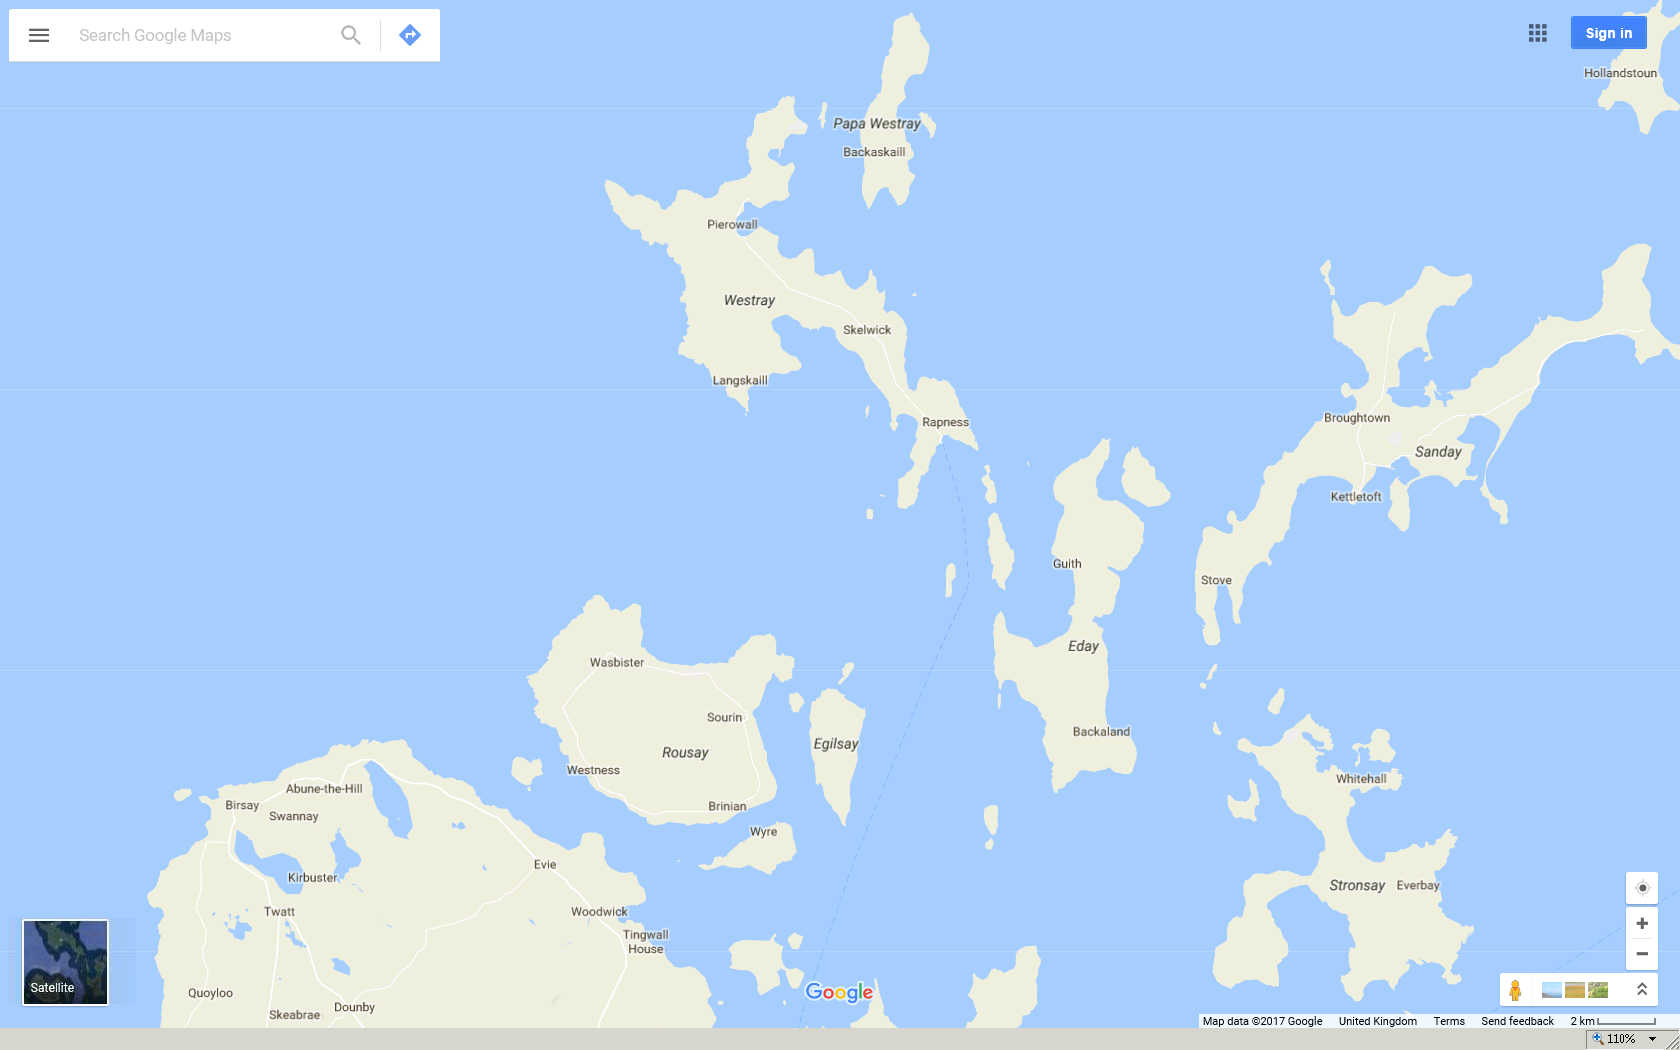 Search Google Maps
Sign in
Hollandstoun
Papa Westray
Backaskaill
Pierowall
Westray
Skelwick
Langskaill
Rapness
Broughtown
Sanday
Kettletoft
Guith
Stove
Eday
Wasbister
Sourin
Rousay
Egilsay
Backaland
Westness
Whitehall
Abune-the-Hill
Birsay
Swannay
Brinian
Wyre
Evie
Kirbuster
Stronsay
Everbay
Twatt
Woodwick
Tingwall
House
Satellite
Quoyloo
Google
Dounby
Skeabrae
Map data ©2017 Google United Kingdom Terms Send feedback 2 km
110%